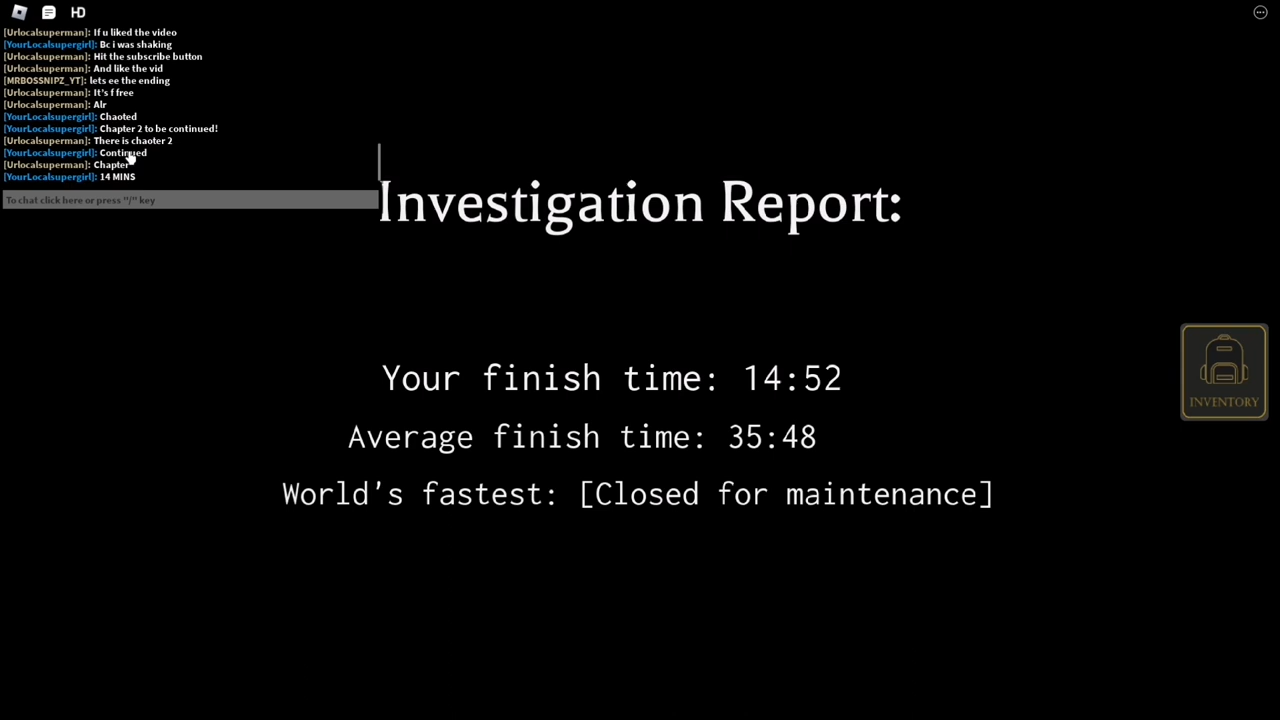 HD
[Urlocalsuperman]: If u liked the video
[YourLocalsupergirl]: Bc i was shaking
[Urlocalsuperman]: Hit the subscribe button
[Urlocalsuperman]: And like the vid
[MRBOSSNIPZ_YT]: lets ee the ending
[Urlocalsuperman]: It's f free
[Urlocalsuperman]: Alr
[YourLocalsupergirl]: Chaoted
[YourLocalsupergirl]: Chapter 2 to be continued!
[Urlocalsuperman]: There is chaoter 2
[YourLocalsupergirl]: Continued
[Urlocalsuperman]: Chapter
[YourLocalsupergirl]: 14 MINS
To chat click here or press "/" key
Investigation Report:
Your finish time: 14:52
Average finish time: 35:48
World's fastest: [Closed for maintenance]
INVENTORY